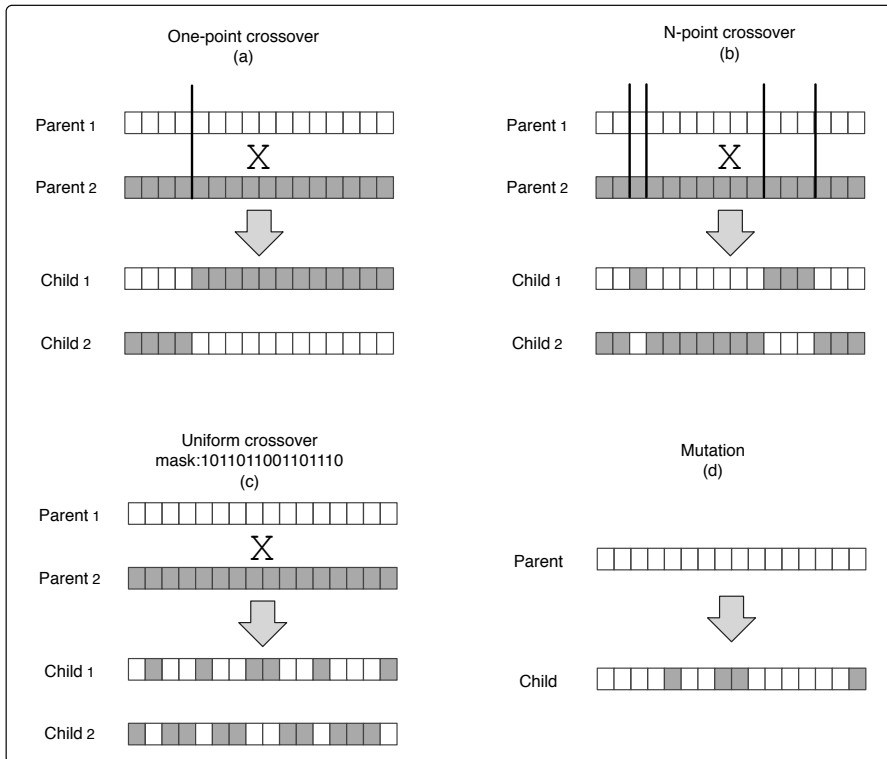 One-point crossover
(a)
Parent 1
X
Parent 2
Child 1
Child 2
N-point crossover
(b)
Parent 1
X
Parent 2
Child 1
Child 2
Uniform crossover
mask:1011011001101110
(c)
Parent 1
X
Parent 2
Child 1
Child 2
Mutation
(d)
Parent
Child